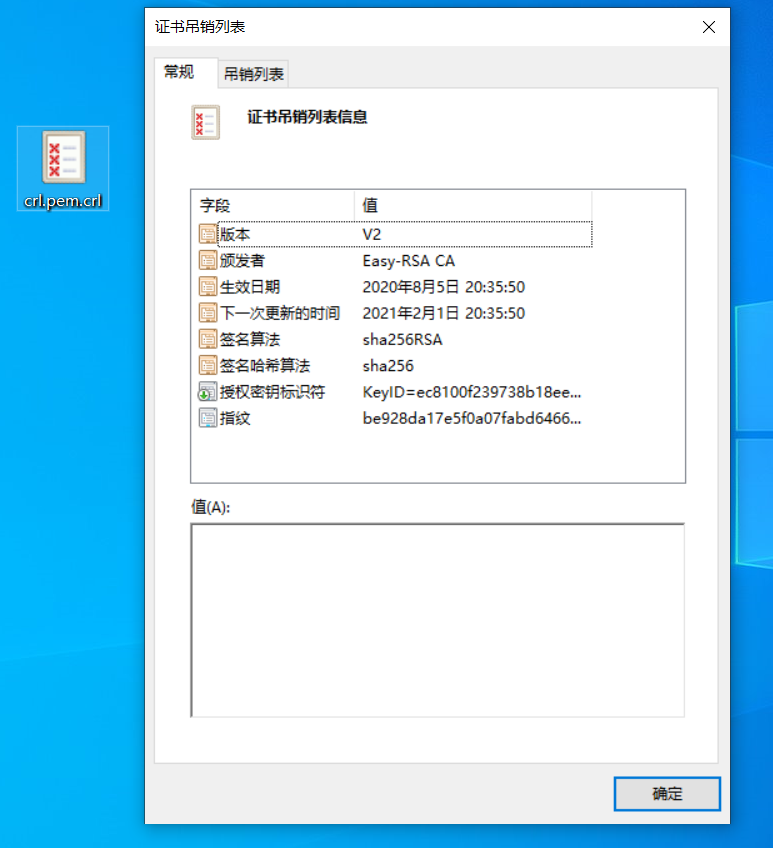 证书吊销列表
常规
吊销列表
证书吊销列表信息
crl.pem.crl
字段 值
版本 V2
颁发者 Easy-RSA CA
生效日期 2020年8月5日 20:35:50
下一次更新的时间 2021年2月1日 20:35:50
签名算法 sha256RSA
签名哈希算法 sha256
授权密钥标识符 KeyID=ec8100f239738b18ee...
指纹 be928da17e5f0a07fabd6466...
值(A):
确定